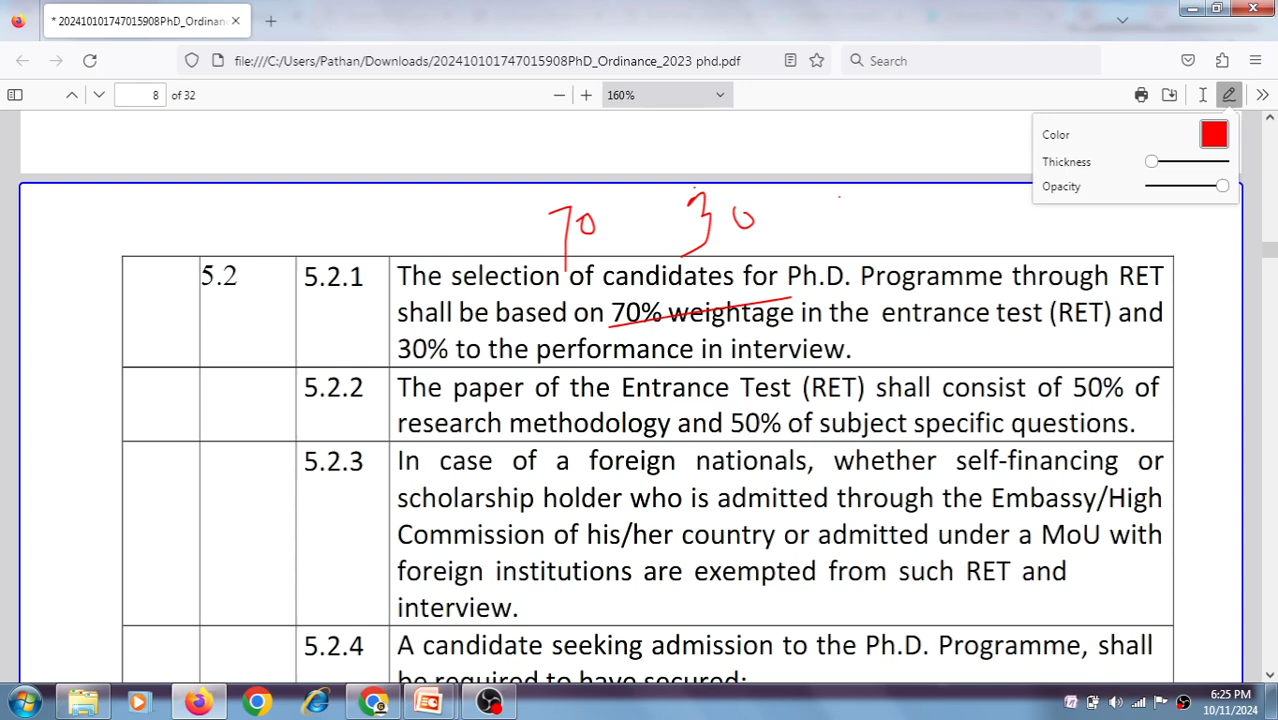 * 202410101747015908PhD_Ordinan
file:///C:/Users/Pathan/Downloads/202410101747015908PhD_Ordinance_2023 phd.pdf
Search
8 of 32
160%
Color
Thickness
Opacity
70 30
5.2 5.2.1 The selection of candidates for Ph.D. Programme through RET
shall be based on 70% weightage in the entrance test (RET) and
30% to the performance in interview.
5.2.2 The paper of the Entrance Test (RET) shall consist of 50% of
research methodology and 50% of subject specific questions.
5.2.3 In case of a foreign nationals, whether self-financing or
scholarship holder who is admitted through the Embassy/High
Commission of his/her country or admitted under a MoU with
foreign institutions are exempted from such RET and
interview.
5.2.4 A candidate seeking admission to the Ph.D. Programme, shall
be required to have secured:
6:25 PM
10/11/2024